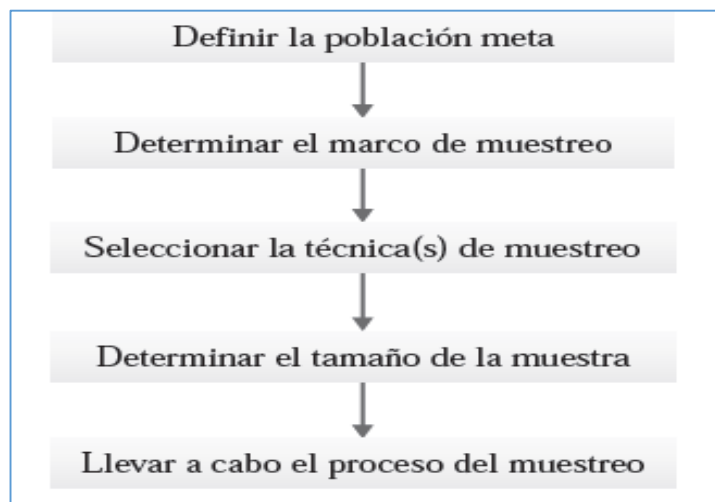 Definir la población meta
Determinar el marco de muestreo
Seleccionar la técnica(s) de muestreo
Determinar el tamaño de la muestra
Llevar a cabo el proceso del muestreo